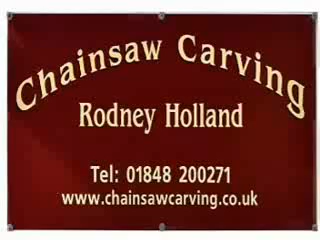 Chainsaw Carving
Rodney Holland
Tel: 01848 200271
www.chainsawcarving.co.uk